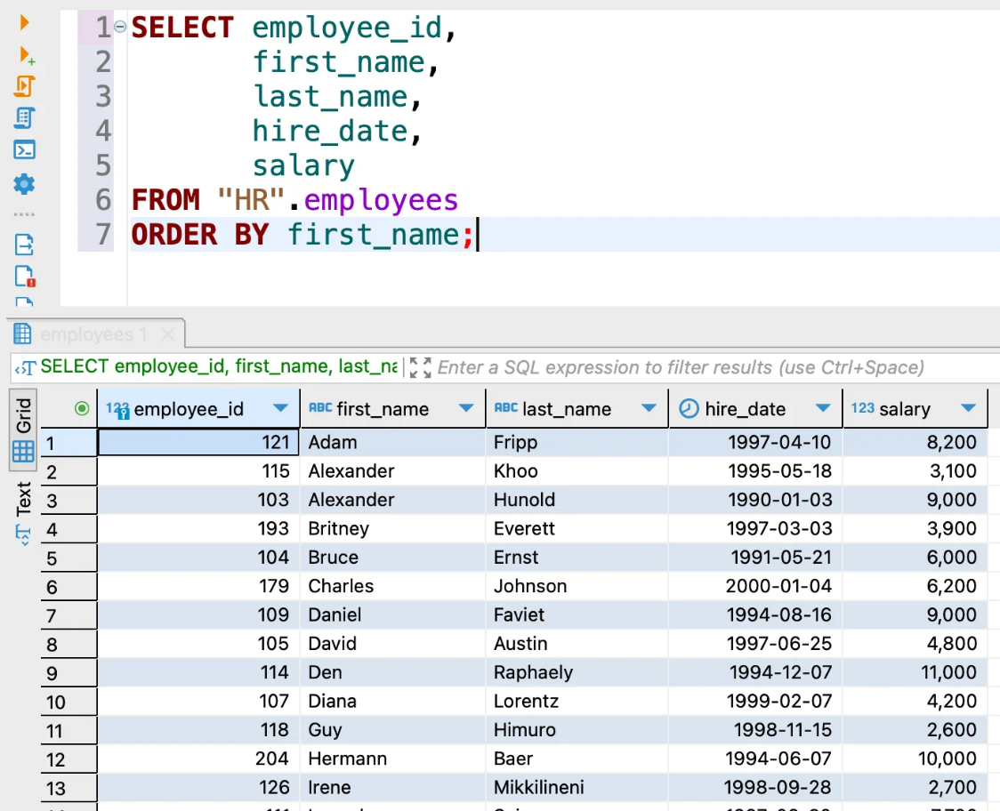 1 SELECT employee_id,
2 first_name,
3 last_name,
4 hire_date,
5 salary
6 FROM "HR".employees
7 ORDER BY first_name;
employees 1
SELECT employee_id, first_name, last_na
Enter a SQL expression to filter results (use Ctrl+Space)
Grid
Text
123 employee_id ABC first_name ABC last_name hire_date 123 salary
1 121 Adam Fripp 1997-04-10 8,200
2 115 Alexander Khoo 1995-05-18 3,100
3 103 Alexander Hunold 1990-01-03 9,000
4 193 Britney Everett 1997-03-03 3,900
5 104 Bruce Ernst 1991-05-21 6,000
6 179 Charles Johnson 2000-01-04 6,200
7 109 Daniel Faviet 1994-08-16 9,000
8 105 David Austin 1997-06-25 4,800
9 114 Den Raphaely 1994-12-07 11,000
10 107 Diana Lorentz 1999-02-07 4,200
11 118 Guy Himuro 1998-11-15 2,600
12 204 Hermann Baer 1994-06-07 10,000
13 126 Irene Mikkilineni 1998-09-28 2,700